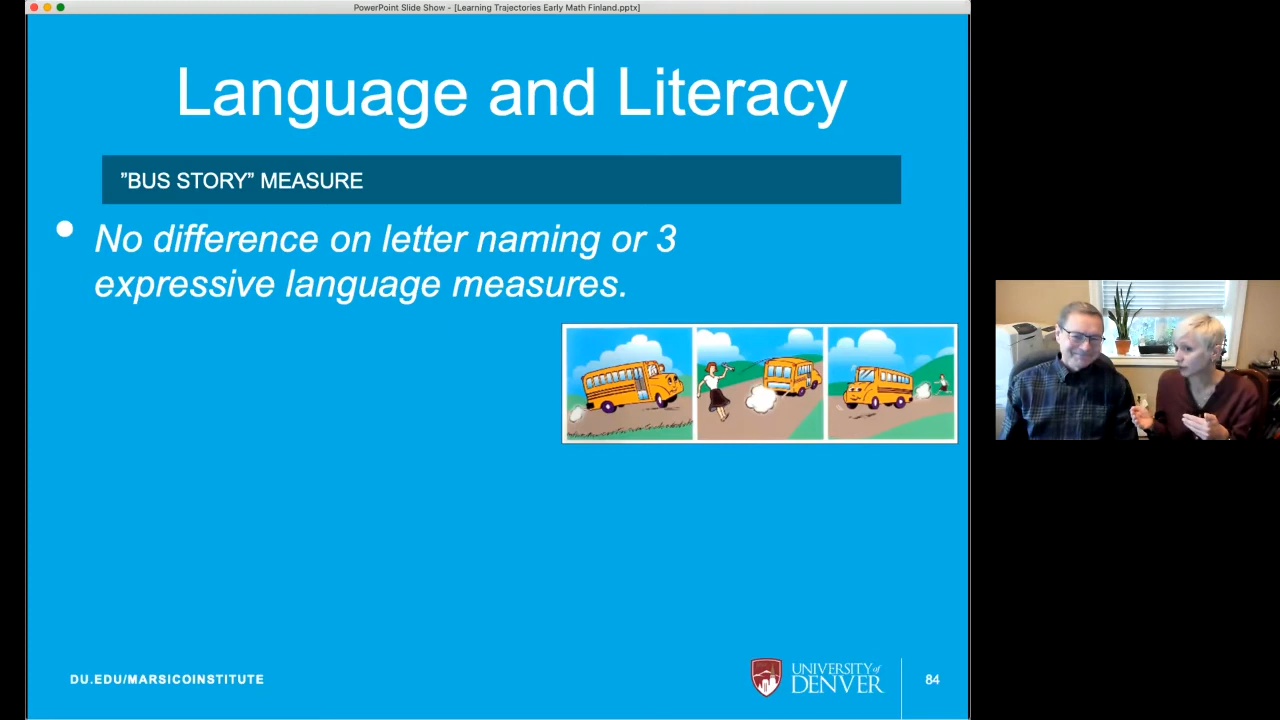 PowerPoint Slide Show - [Learning Trajectories Early Math Finland.pptx]
Language and Literacy
”BUS STORY” MEASURE
No difference on letter naming or 3
expressive language measures.
DU.EDU/MARSICOINSTITUTE
UNIVERSITY of
DENVER
84